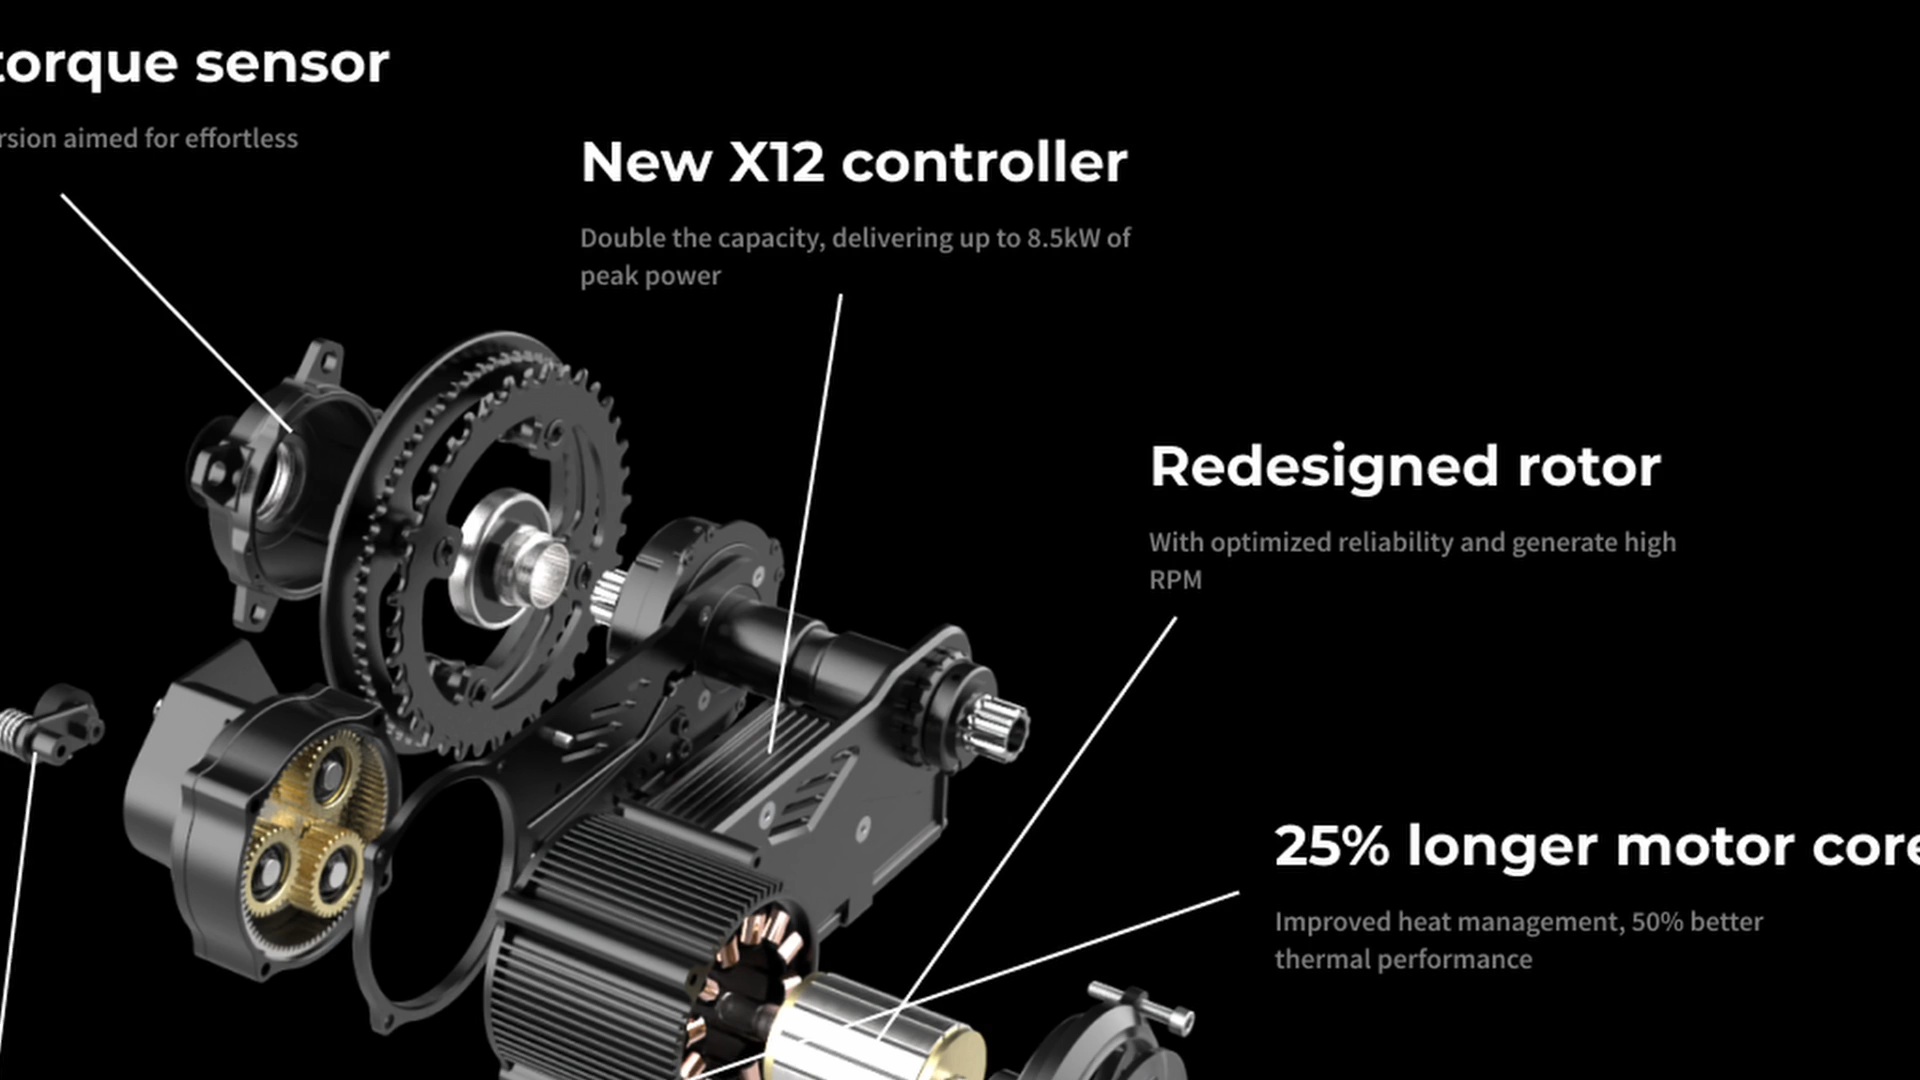 torque sensor
rsion aimed for effortless
New X12 controller
Double the capacity, delivering up to 8.5kW of
peak power
Redesigned rotor
With optimized reliability and generate high
RPM
25% longer motor core
Improved heat management, 50% better
thermal performance